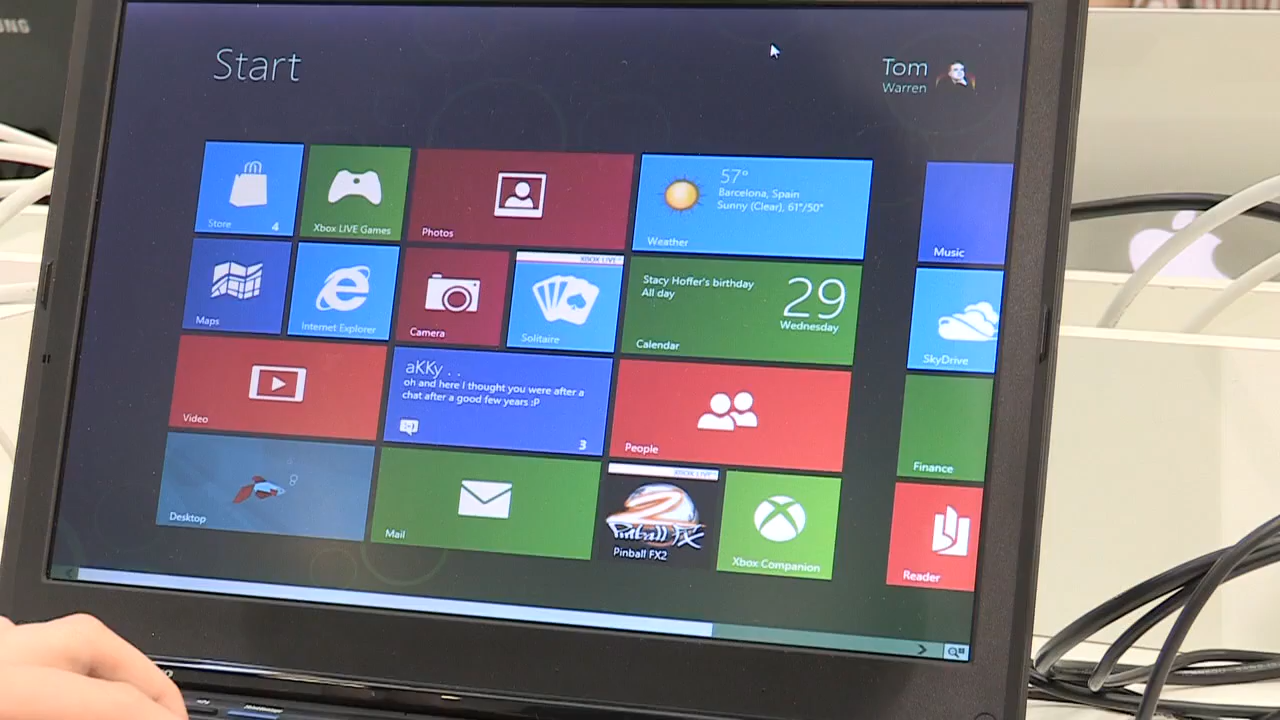 Start
Tom
Warren
Store
4
Xbox LIVE Games
Photos
57°
Barcelona, Spain
Sunny (Clear), 61°/50°
Weather
Music
Maps
Internet Explorer
Camera
XBOX LIVE
Solitaire
Stacy Hoffer's birthday
All day
29
Wednesday
Calendar
SkyDrive
Video
aKKy . .
oh and here I thought you were after a
chat after a good few years :P
:-)
3
People
Finance
Desktop
Mail
XBOX LIVE
Pinball FX
2
Pinball FX2
Xbox Companion
Reader